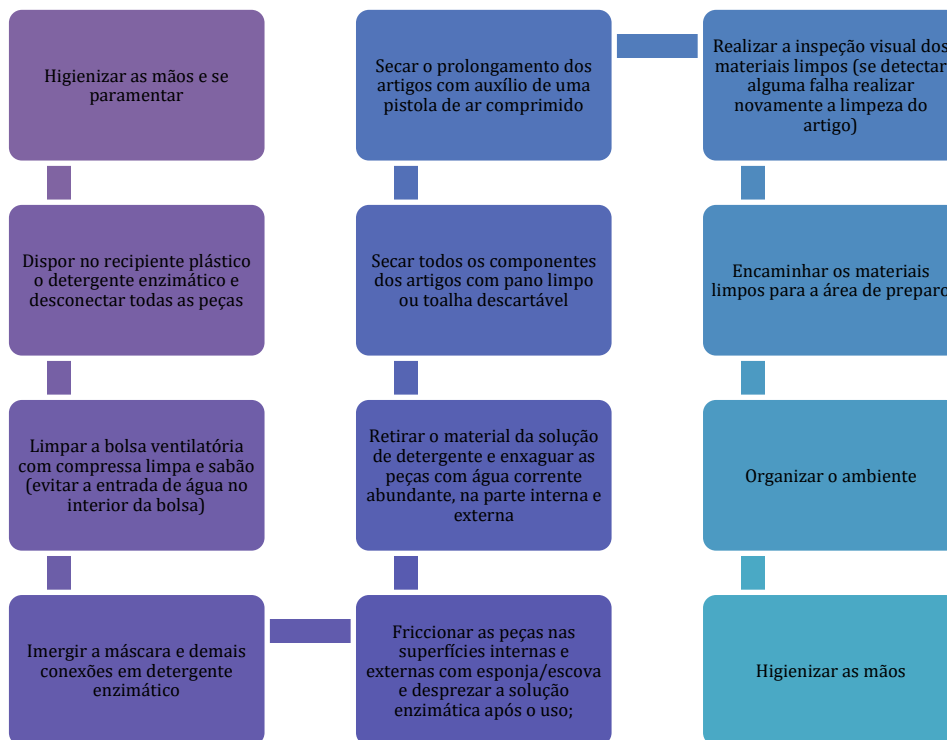 Higienizar as mãos e se
paramentar
Dispor no recipiente plástico
o detergente enzimático e
desconectar todas as peças
Limpar a bolsa ventilatória
com compressa limpa e sabão
(evitar a entrada de água no
interior da bolsa)
Imergir a máscara e demais
conexões em detergente
enzimático
Friccionar as peças nas
superfícies internas e
externas com esponja/escova
e desprezar a solução
enzimática após o uso;
Retirar o material da solução
de detergente e enxaguar as
peças com água corrente
abundante, na parte interna e
externa
Secar todos os componentes
dos artigos com pano limpo
ou toalha descartável
Secar o prolongamento dos
artigos com auxílio de uma
pistola de ar comprimido
Realizar a inspeção visual dos
materiais limpos (se detectar
alguma falha realizar
novamente a limpeza do
artigo)
Encaminhar os materiais
limpos para a área de preparo
Organizar o ambiente
Higienizar as mãos